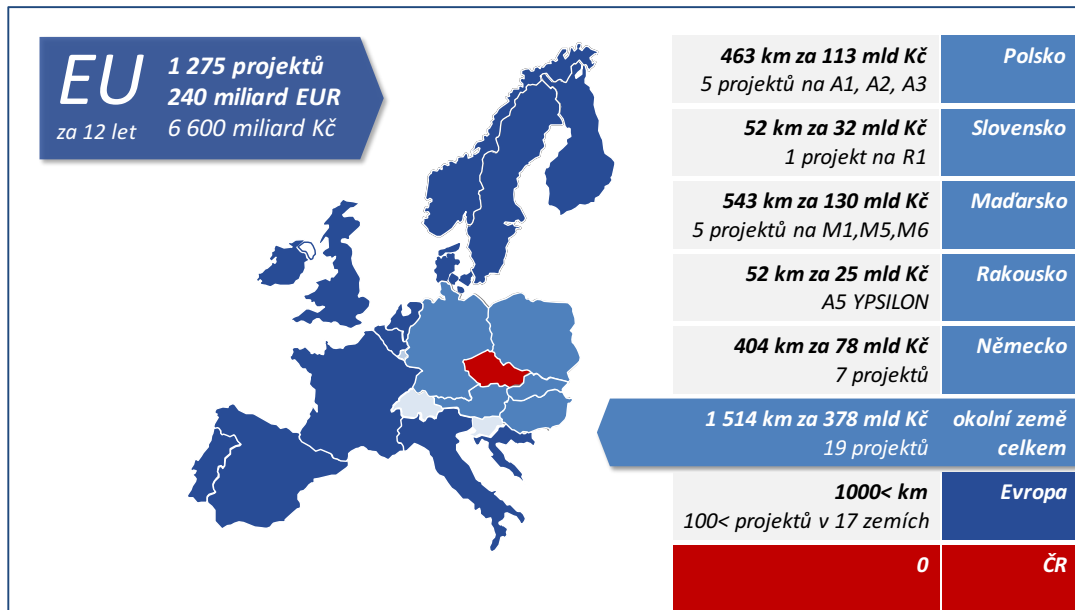 EU
za 12 let
1 275 projektů
240 miliard EUR
6 600 miliard Kč
463 km za 113 mld Kč
5 projektů na A1, A2, A3
Polsko
52 km za 32 mld Kč
1 projekt na R1
Slovensko
543 km za 130 mld Kč
5 projektů na M1,M5,M6
Maďarsko
52 km za 25 mld Kč
A5 YPSILON
Rakousko
404 km za 78 mld Kč
7 projektů
Německo
1 514 km za 378 mld Kč
19 projektů
okolní země
celkem
1000< km
100< projektů v 17 zemích
Evropa
0
ČR